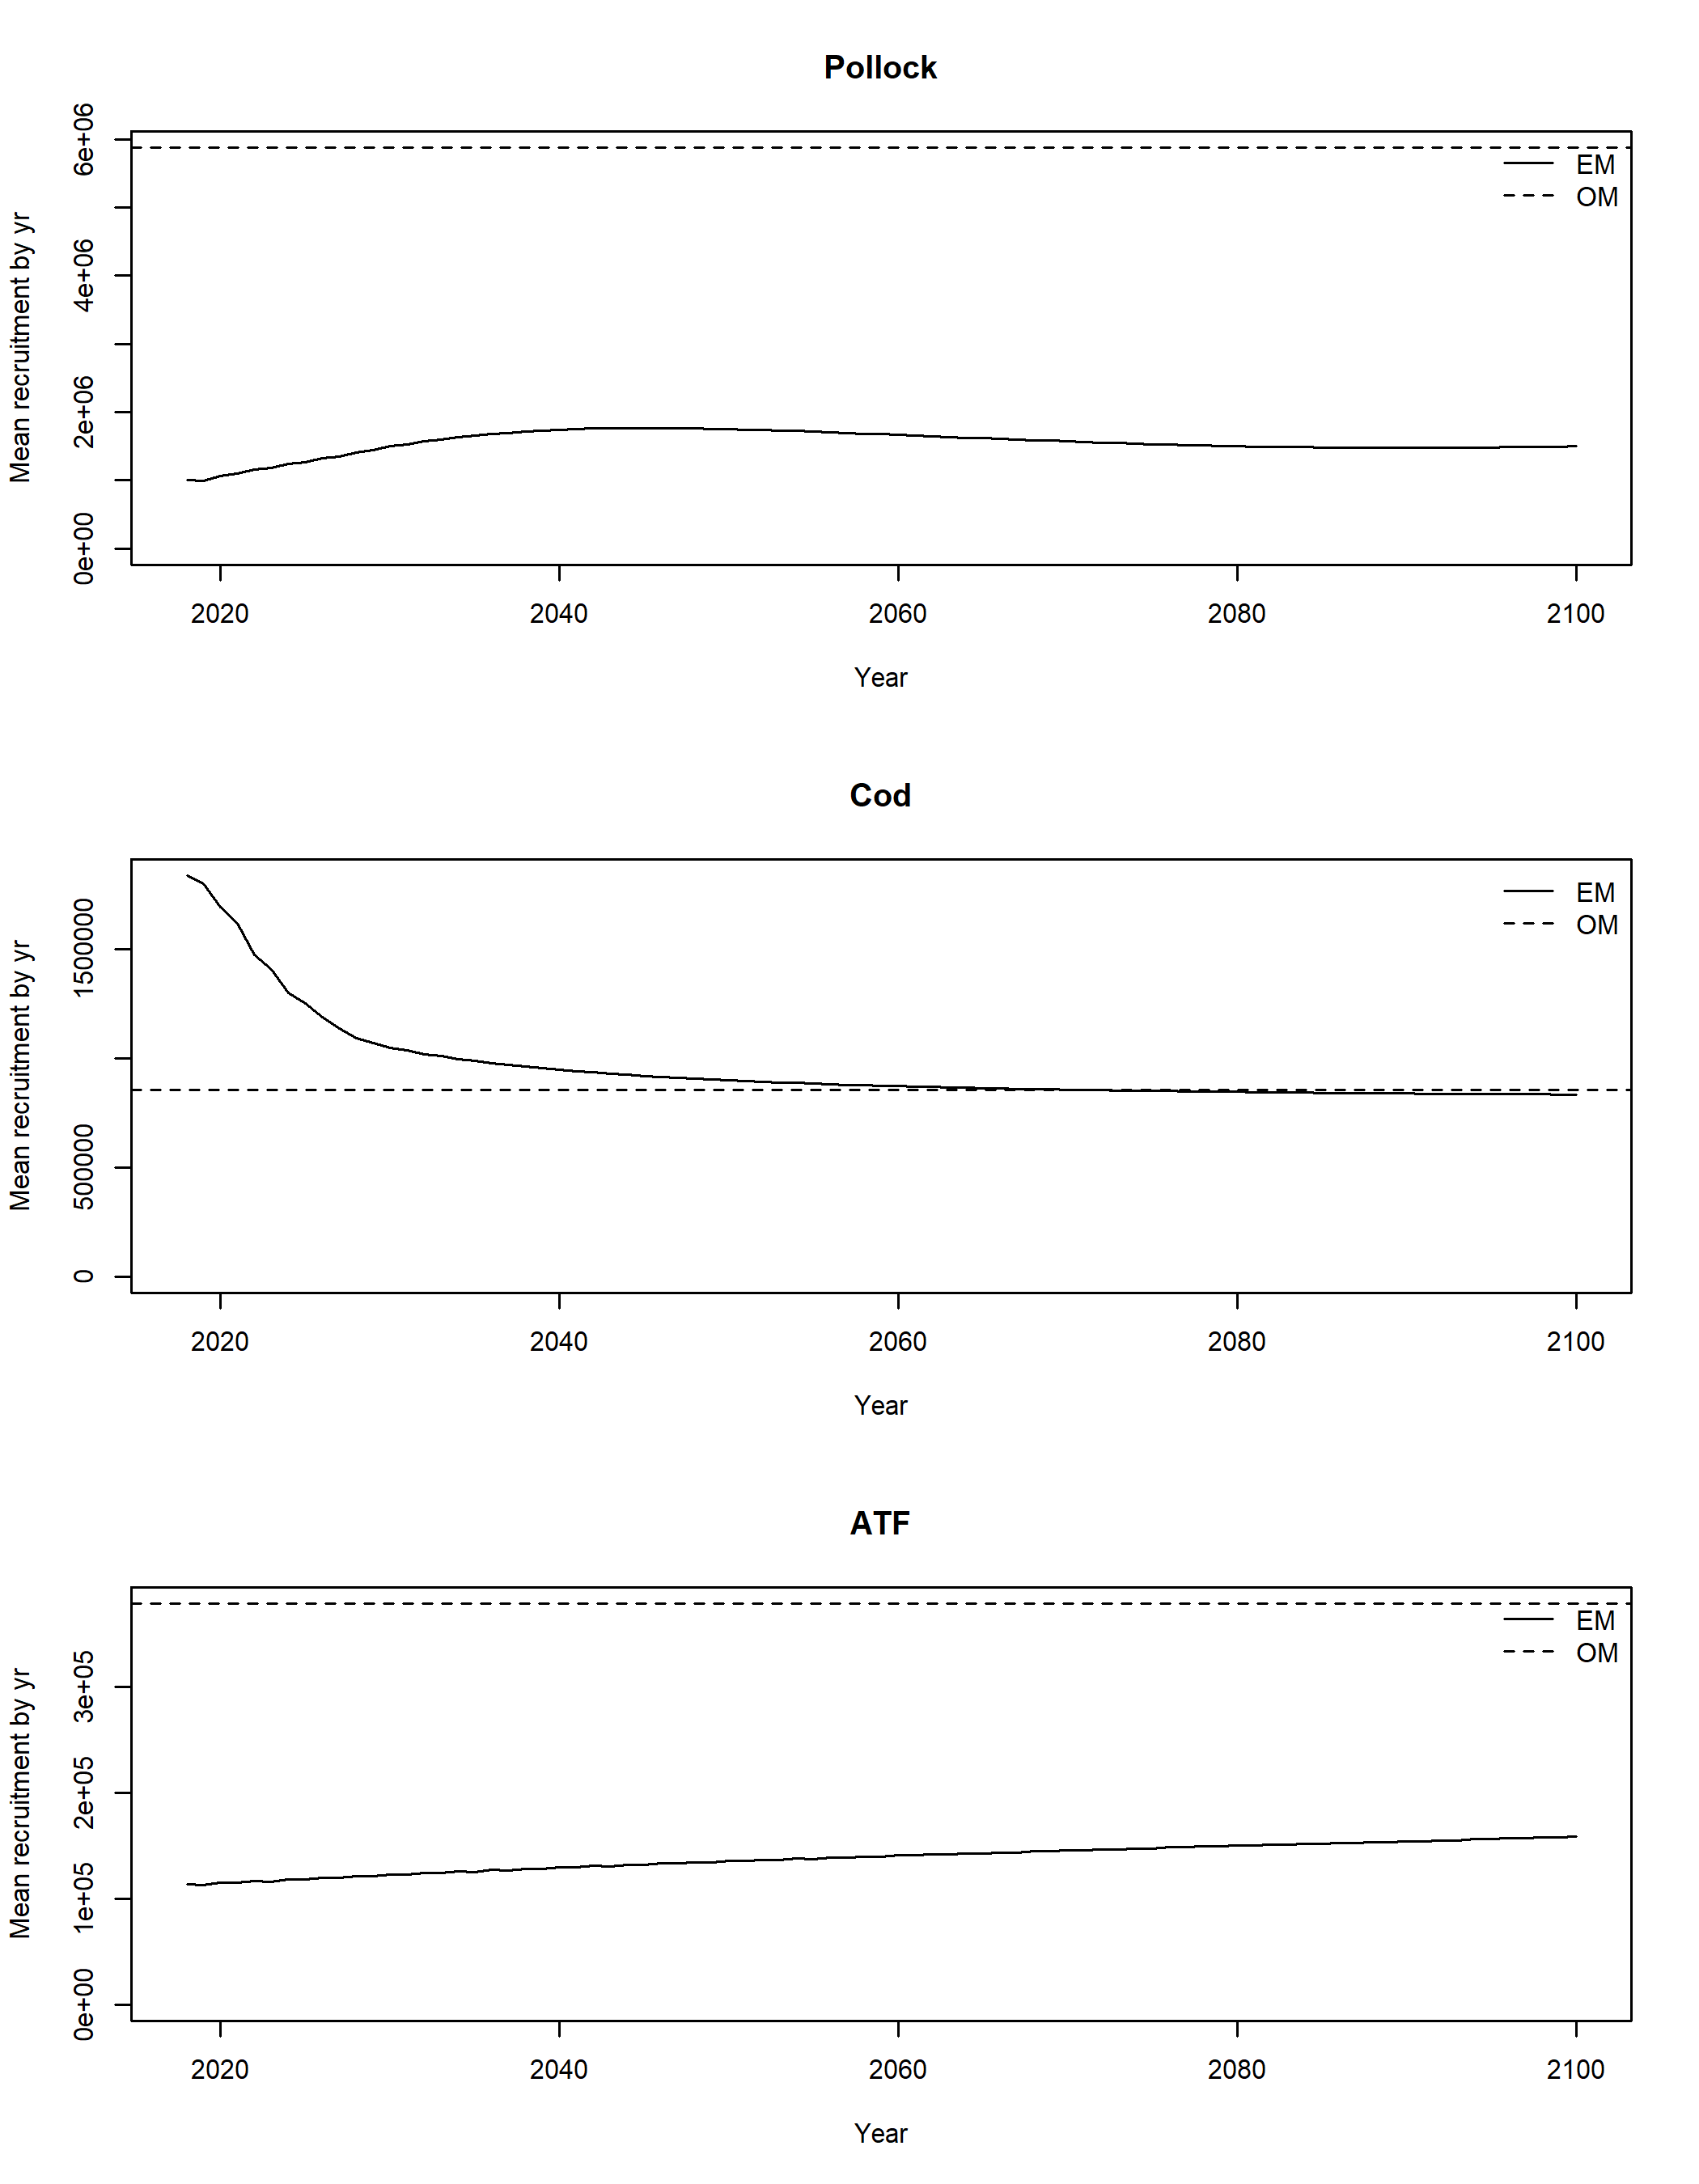 Pollock
Mean recruitment by yr
6e+06
4e+06
2e+06
0e+00
EM
OM
2020 2040 2060 2080 2100
Year
Cod
Mean recruitment by yr
1500000
500000
0
EM
OM
2020 2040 2060 2080 2100
Year
ATF
Mean recruitment by yr
3e+05
2e+05
1e+05
0e+00
EM
OM
2020 2040 2060 2080 2100
Year